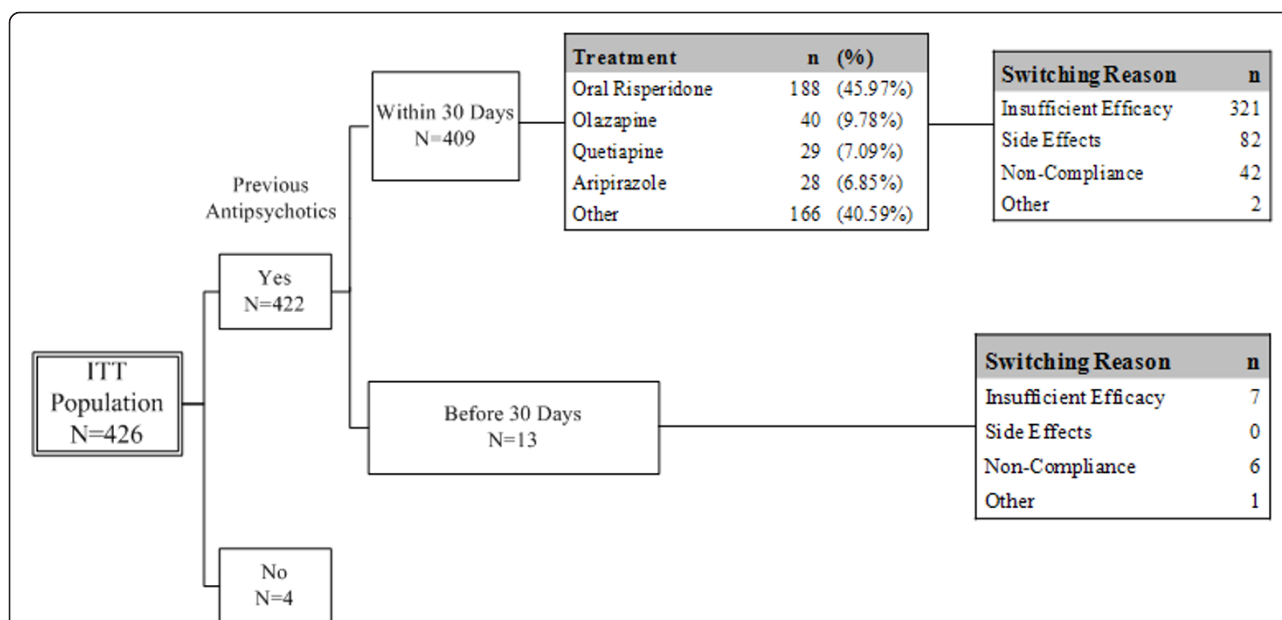 ITT
Population
N=426
Previous
Antipsychotics
Yes
N=422
No
N=4
Within 30 Days
N=409
Treatment n (%)
Oral Risperidone 188 (45.97%)
Olazapine 40 (9.78%)
Quetiapine 29 (7.09%)
Aripirazole 28 (6.85%)
Other 166 (40.59%)
Switching Reason n
Insufficient Efficacy 321
Side Effects 82
Non-Compliance 42
Other 2
Before 30 Days
N=13
Switching Reason n
Insufficient Efficacy 7
Side Effects 0
Non-Compliance 6
Other 1